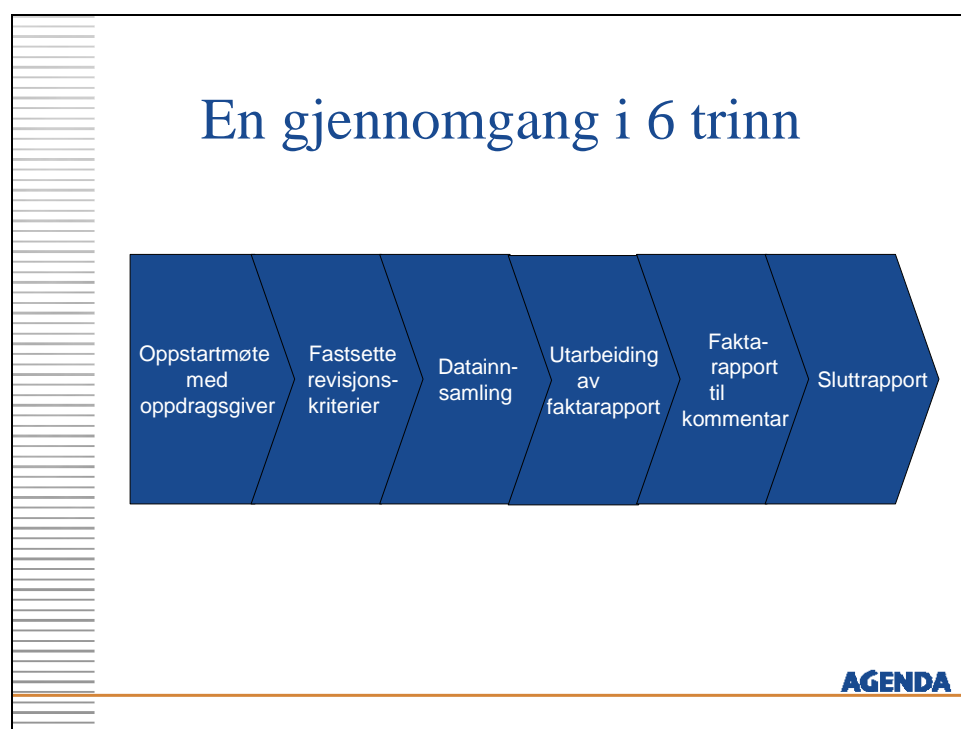 En gjennomgang i 6 trinn
Oppstartmøte
med
oppdragsgiver
Fastsette
revisjons-
kriterier
Datainn-
samling
Utarbeiding
av
faktarapport
Fakta-
rapport
til
kommentar
Sluttrapport
AGENDA